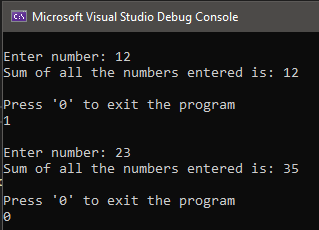 Microsoft Visual Studio Debug Console
Enter number: 12
Sum of all the numbers entered is: 12
Press '0' to exit the program
1
Enter number: 23
Sum of all the numbers entered is: 35
Press '0' to exit the program
0